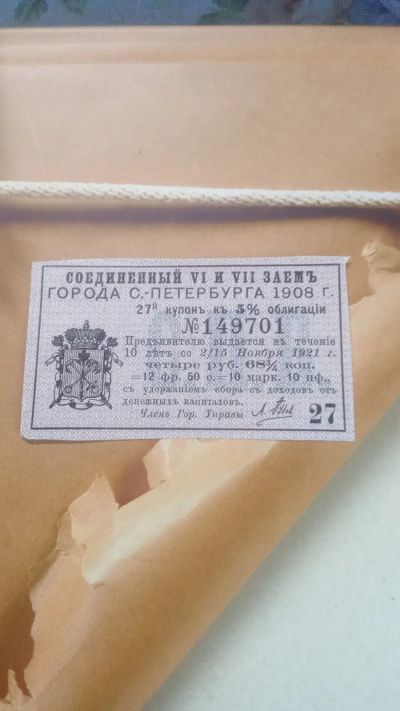 СОЕДИНЕННЫЙ VI И VII ЗАЕМЪ
ГОРОДА С.-ПЕТЕРБУРГА 1908 Г.
27й купонъ къ 5% облигаціи
№149701
Предъявителю выдается въ теченіе
10 лѣтъ съ 2/15 Ноября 1921 г.
четыре руб. 68¾ коп.
=12 фр. 50 с.=10 марк. 10 пф.,
съ удержаніемъ сбора съ доходовъ отъ
денежныхъ капиталовъ.
Членъ Гор. Управы
27